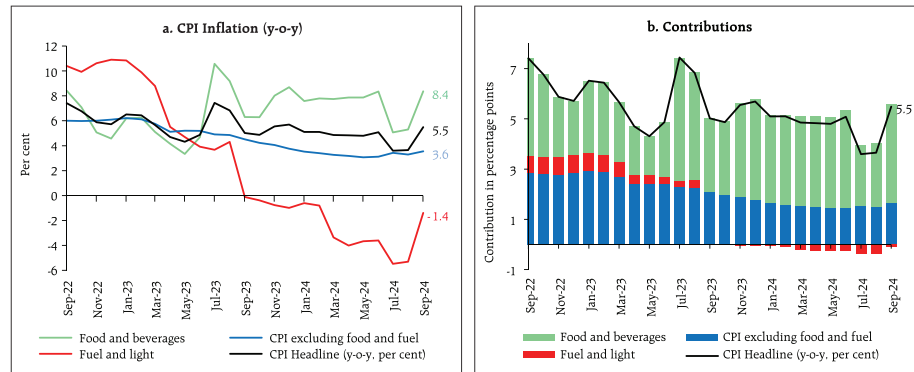 a. CPI Inflation (y-o-y)
Per cent
12
10
8
6
4
2
0
-2
-4
-6
8.4
5.5
3.6
-1.4
Sep-22
Nov-22
Jan-23
Mar-23
May-23
Jul-23
Sep-23
Nov-23
Jan-24
Mar-24
May-24
Jul-24
Sep-24
Food and beverages
CPI excluding food and fuel
Fuel and light
CPI Headline (y-o-y, per cent)
b. Contributions
Contribution in percentage points
7
5
3
1
-1
5.5
Sep-22
Nov-22
Jan-23
Mar-23
May-23
Jul-23
Sep-23
Nov-23
Jan-24
Mar-24
May-24
Jul-24
Sep-24
Food and beverages
CPI excluding food and fuel
Fuel and light
CPI Headline (y-o-y, per cent)